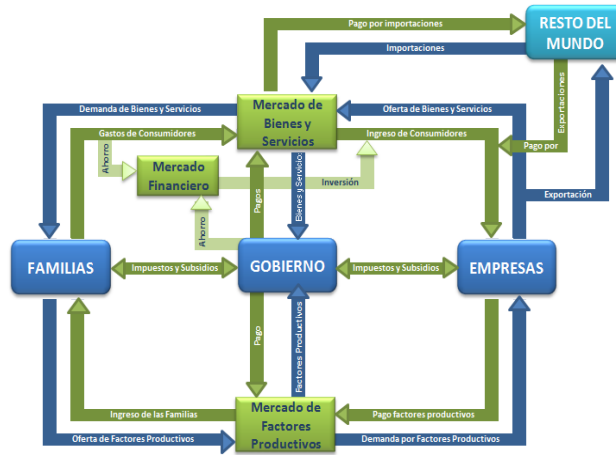 Pago por importaciones
RESTO DEL
MUNDO
Importaciones
Demanda de Bienes y Servicios
Mercado de
Bienes y
Servicios
Oferta de Bienes y Servicios
Exportaciones
Gastos de Consumidores
Ingreso de Consumidores
Pago por
Ahorro
Mercado
Financiero
Inversión
Pagos
Bienes y Servicios
Exportación
Ahorro
FAMILIAS
Impuestos y Subsidios
GOBIERNO
Impuestos y Subsidios
EMPRESAS
Pago
Factores Productivos
Ingreso de las Familias
Mercado de
Factores
Productivos
Pago factores productivos
Oferta de Factores Productivos
Demanda por Factores Productivos